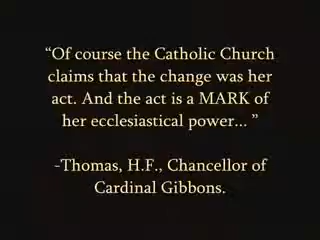 “Of course the Catholic Church
claims that the change was her
act. And the act is a MARK of
her ecclesiastical power... ”
-Thomas, H.F., Chancellor of
Cardinal Gibbons.